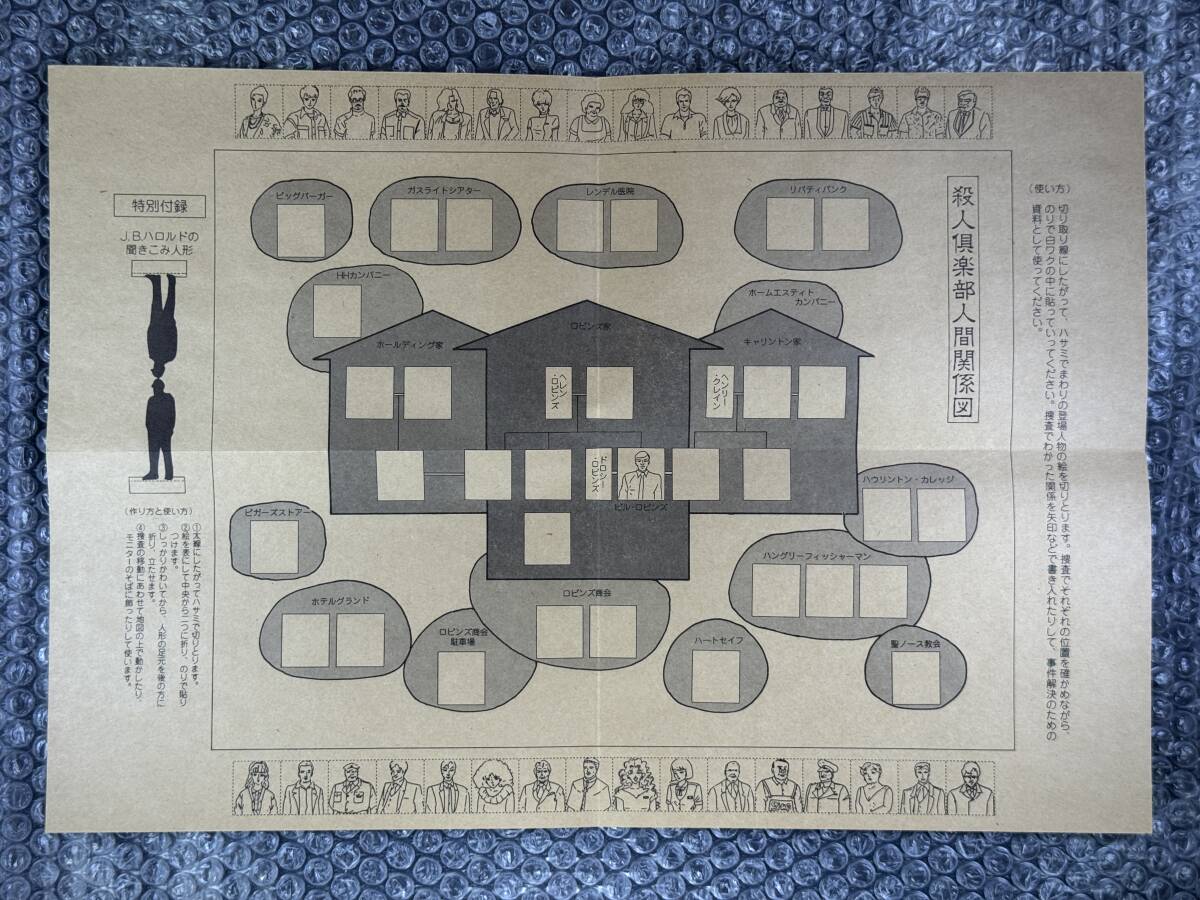 殺人倶楽部人間関係図
（使い方）
切り取り線にしたがって、ハサミでまわりの登場人物の絵を切りとります。捜査でそれぞれの位置を確かめながら、
のりで白ワクの中に貼っていってください。捜査でわかった関係を矢印などで書き入れたりして、事件解決のための
資料として使ってください。
ビッグバーガー
ガスライトシアター
レンデル医院
リバティバンク
HHカンパニー
ホームエスティト
カンパニー
ホールディング家
ロビンズ家
キャリントン家
ヘレン
・ロビンズ
ヘンリー
・クレイン
ドロシー
・ロビンズ
ビル・ロビンズ
ハウリントン・カレッジ
ビガーズストアー
ハングリーフィッシャーマン
ホテルグランド
ロビンズ商会
ロビンズ商会
駐車場
ハートセイフ
聖ノース教会
特別付録
J.B.ハロルドの
聞きこみ人形
（作り方と使い方）
①太線にしたがってハサミで切りとります。
②絵を表にして中央から二つに折り、のりで貼り
つけます。
③しっかりかわいてから、人形の足元を後の方に
折り、立たせます。
④捜査の移動にあわせて地図の上で動かしたり、
モニターのそばに飾ったりして使います。